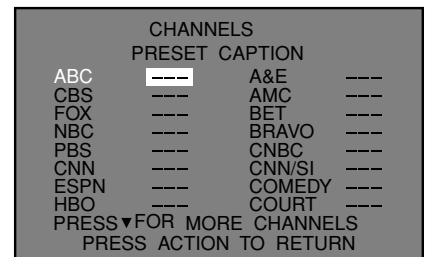 CHANNELS
PRESET CAPTION
ABC --- A&E ---
CBS --- AMC ---
FOX --- BET ---
NBC --- BRAVO ---
PBS --- CNBC ---
CNN --- CNN/SI ---
ESPN --- COMEDY ---
HBO --- COURT ---
PRESS▼FOR MORE CHANNELS
PRESS ACTION TO RETURN